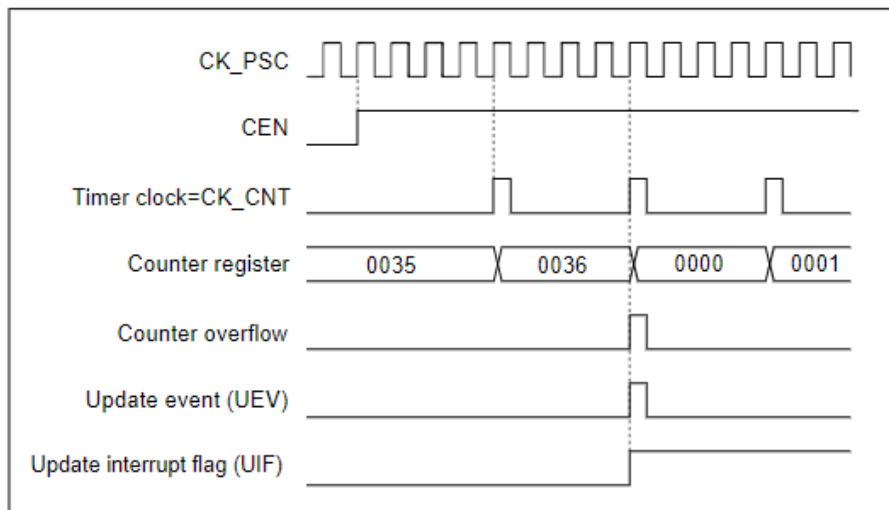 CK_PSC
CEN
Timer clock=CK_CNT
Counter register 0035 0036 0000 0001
Counter overflow
Update event (UEV)
Update interrupt flag (UIF)